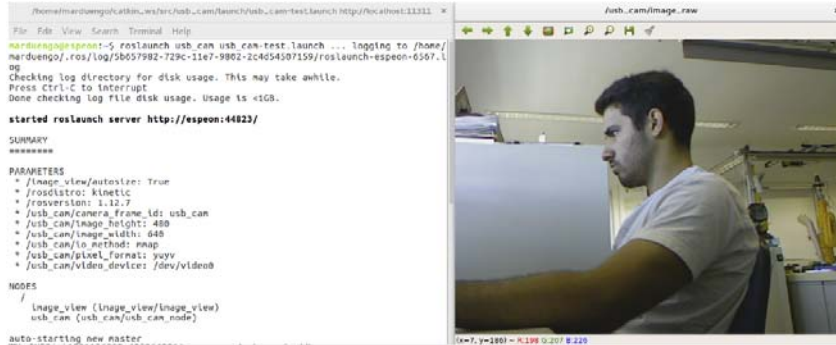 /home/marduengo/catkin_ws/src/usb_cam/launch/usb_cam-test.launch http://localhost:11311
File Edit View Search Terminal Help
marduengo@espeon:~$ roslaunch usb_cam usb_cam-test.launch ... logging to /home/
marduengo/.ros/log/5b657982-729c-11e7-9802-2c4d54507159/roslaunch-espeon-6567.l
og
Checking log directory for disk usage. This may take awhile.
Press Ctrl-C to interrupt
Done checking log file disk usage. Usage is <1GB.
started roslaunch server http://espeon:44823/
SUMMARY
========
PARAMETERS
* /image_view/autosize: True
* /rosdistro: kinetic
* /rosversion: 1.12.7
* /usb_cam/camera_frame_id: usb_cam
* /usb_cam/image_height: 480
* /usb_cam/image_width: 640
* /usb_cam/io_method: mmap
* /usb_cam/pixel_format: yuyv
* /usb_cam/video_device: /dev/video0
NODES
/
image_view (image_view/image_view)
usb_cam (usb_cam/usb_cam_node)
auto-starting new master
/usb_cam/image_raw
(x=7, y=186) ~ R:198 G:207 B:226